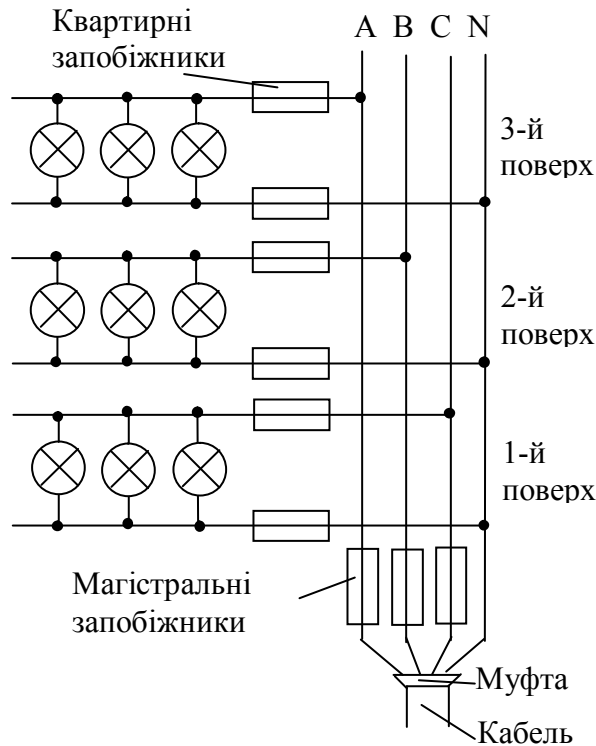 Квартирні
запобіжники
A B C N
3-й
поверх
2-й
поверх
1-й
поверх
Магістральні
запобіжники
Муфта
Кабель